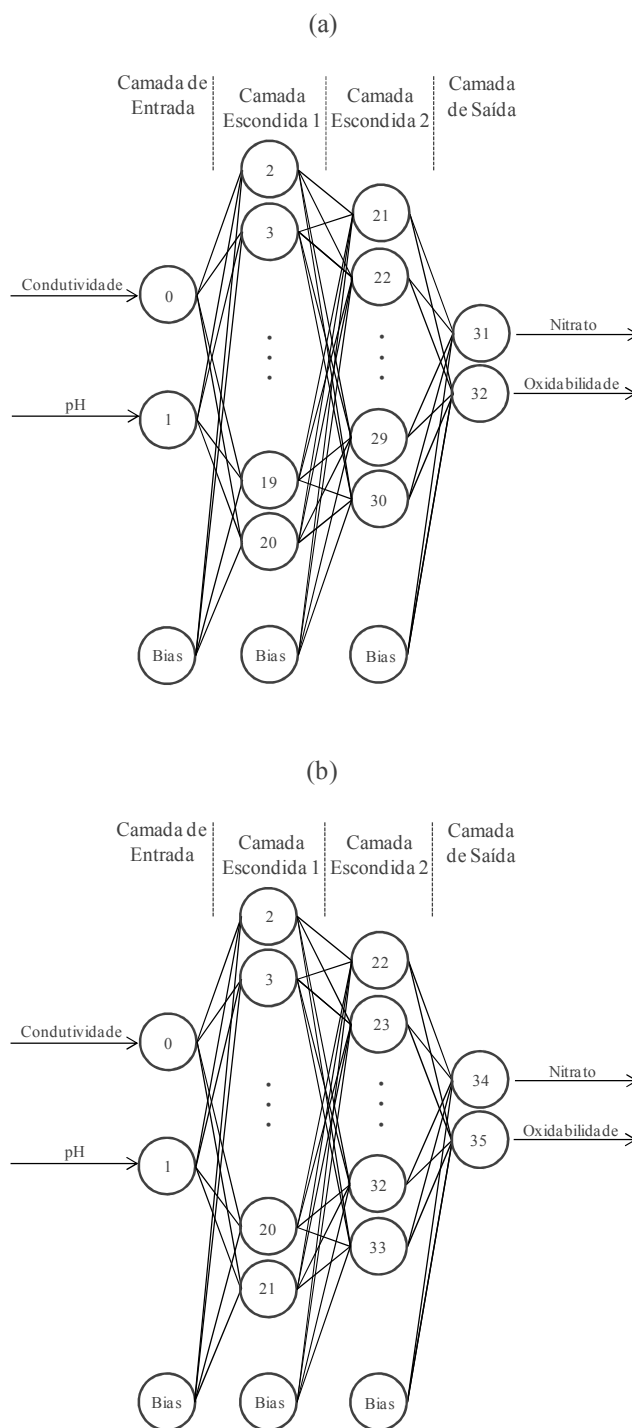 (a)
Camada de
Entrada
Camada
Escondida 1
Camada
Escondida 2
Camada
de Saída
2
3
21
22
Condutividade
0
31
Nitrato
32
Oxidabilidade
pH
1
29
19
30
20
Bias
Bias
Bias
(b)
Camada de
Entrada
Camada
Escondida 1
Camada
Escondida 2
Camada
de Saída
2
22
3
23
Condutividade
0
34
Nitrato
35
Oxidabilidade
pH
1
32
20
33
21
Bias
Bias
Bias